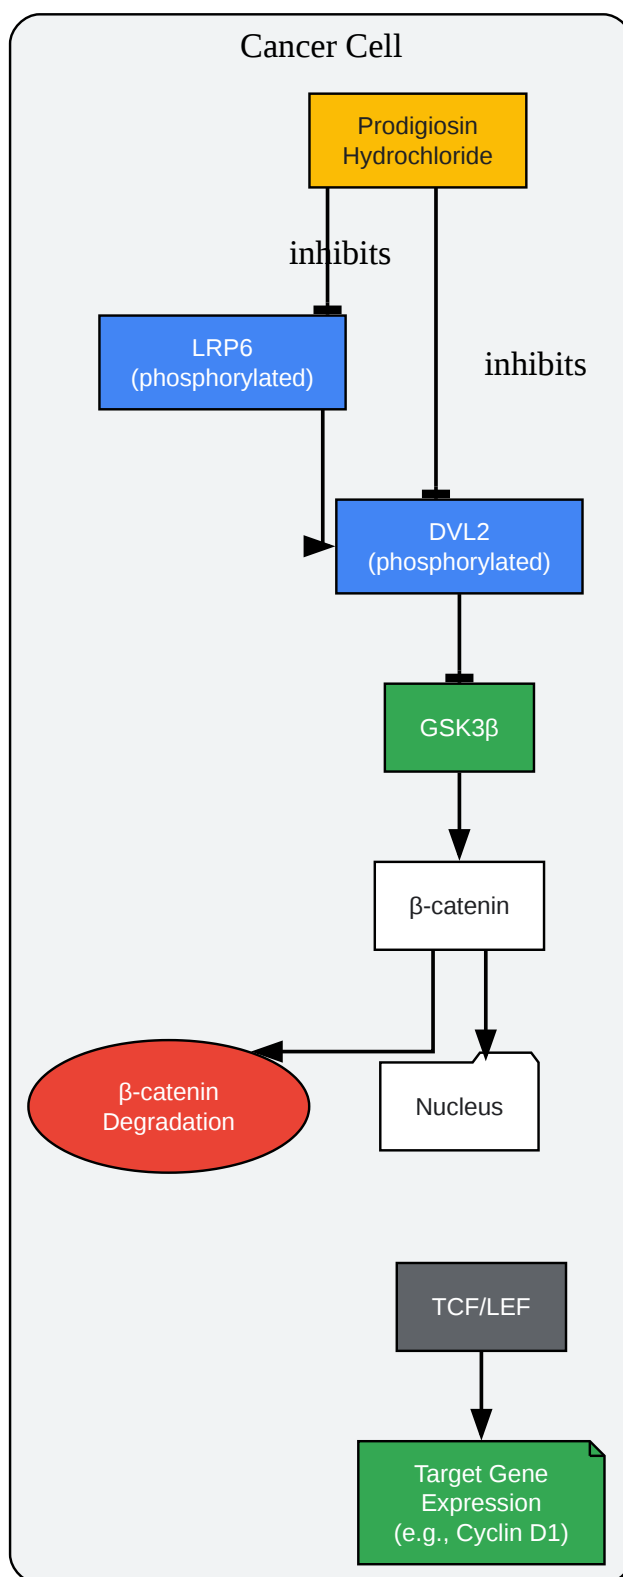 Cancer Cell
Prodigiosin
Hydrochloride
inhibits
LRP6
(phosphorylated)
inhibits
DVL2
(phosphorylated)
GSK3β
β-catenin
β-catenin
Degradation
Nucleus
TCF/LEF
Target Gene
Expression
(e.g., Cyclin D1)